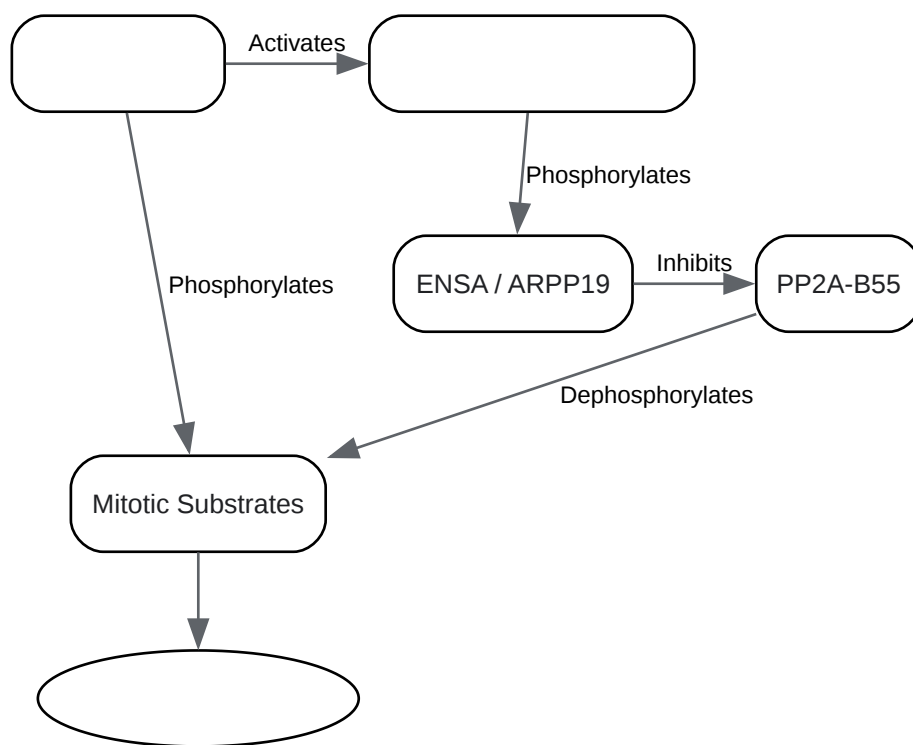 Activates
Phosphorylates
ENSA / ARPP19
Inhibits
PP2A-B55
Phosphorylates
Dephosphorylates
Mitotic Substrates